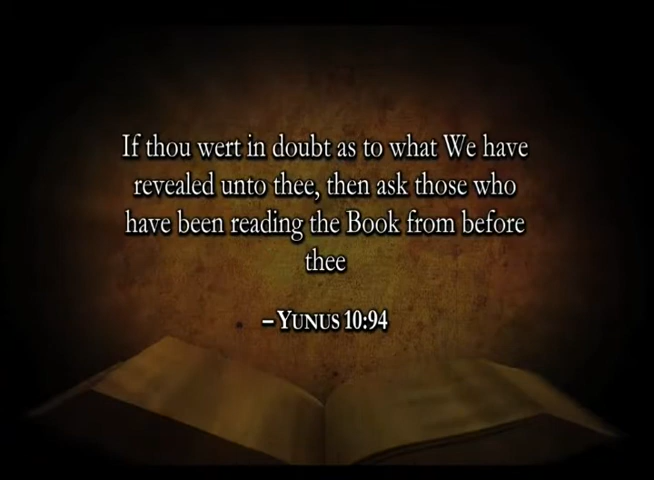 If thou wert in doubt as to what We have
revealed unto thee, then ask those who
have been reading the Book from before
thee
– YUNUS 10:94